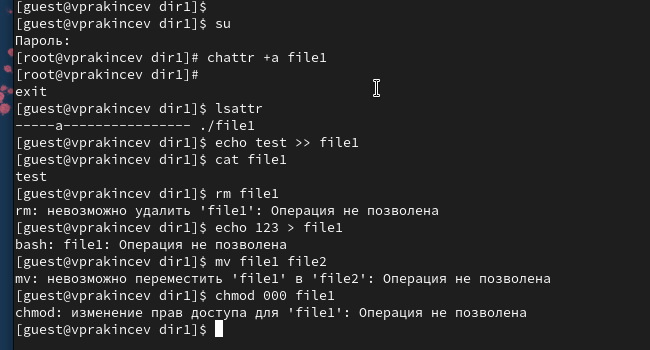 [guest@vprakincev dir1]$
[guest@vprakincev dir1]$ su
Пароль:
[root@vprakincev dir1]# chattr +a file1
[root@vprakincev dir1]#
exit
[guest@vprakincev dir1]$ lsattr
-----a---------------- ./file1
[guest@vprakincev dir1]$ echo test >> file1
[guest@vprakincev dir1]$ cat file1
test
[guest@vprakincev dir1]$ rm file1
rm: невозможно удалить 'file1': Операция не позволена
[guest@vprakincev dir1]$ echo 123 > file1
bash: file1: Операция не позволена
[guest@vprakincev dir1]$ mv file1 file2
mv: невозможно переместить 'file1' в 'file2': Операция не позволена
[guest@vprakincev dir1]$ chmod 000 file1
chmod: изменение прав доступа для 'file1': Операция не позволена
[guest@vprakincev dir1]$